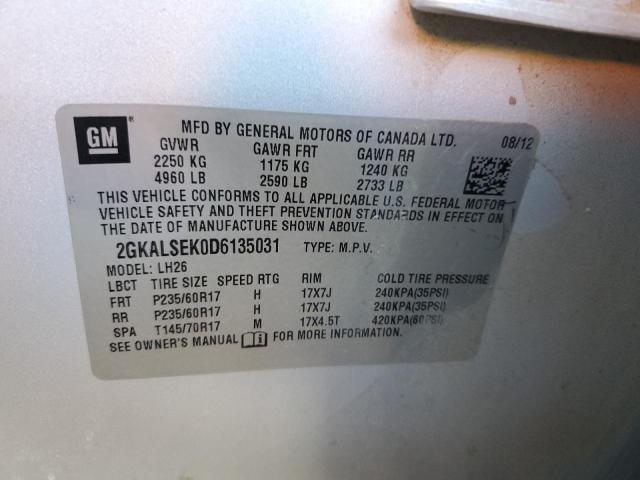 GM
MFD BY GENERAL MOTORS OF CANADA LTD. 08/12
GVWR GAWR FRT GAWR RR
2250 KG 1175 KG 1240 KG
4960 LB 2590 LB 2733 LB
THIS VEHICLE CONFORMS TO ALL APPLICABLE U.S. FEDERAL MOTOR
VEHICLE SAFETY AND THEFT PREVENTION STANDARDS IN EFFECT ON
THE DATE OF MANUFACTURE SHOWN ABOVE.
2GKALSEK0D6135031 TYPE: M.P.V.
MODEL: LH26
LBCT TIRE SIZE SPEED RTG RIM COLD TIRE PRESSURE
FRT P235/60R17 H 17X7J 240KPA(35PSI)
RR P235/60R17 H 17X7J 240KPA(35PSI)
SPA T145/70R17 M 17X4.5T 420KPA(60PSI)
SEE OWNER'S MANUAL FOR MORE INFORMATION.